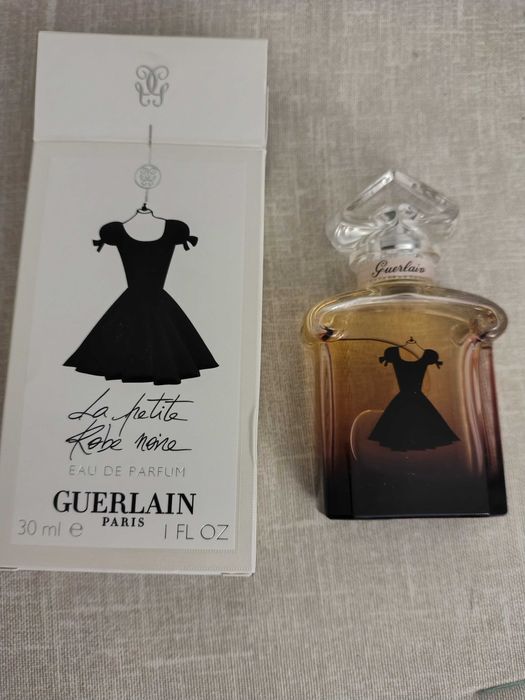 La petite
Robe noire
EAU DE PARFUM
GUERLAIN
PARIS
30 ml e 1 FL OZ
Guerlain